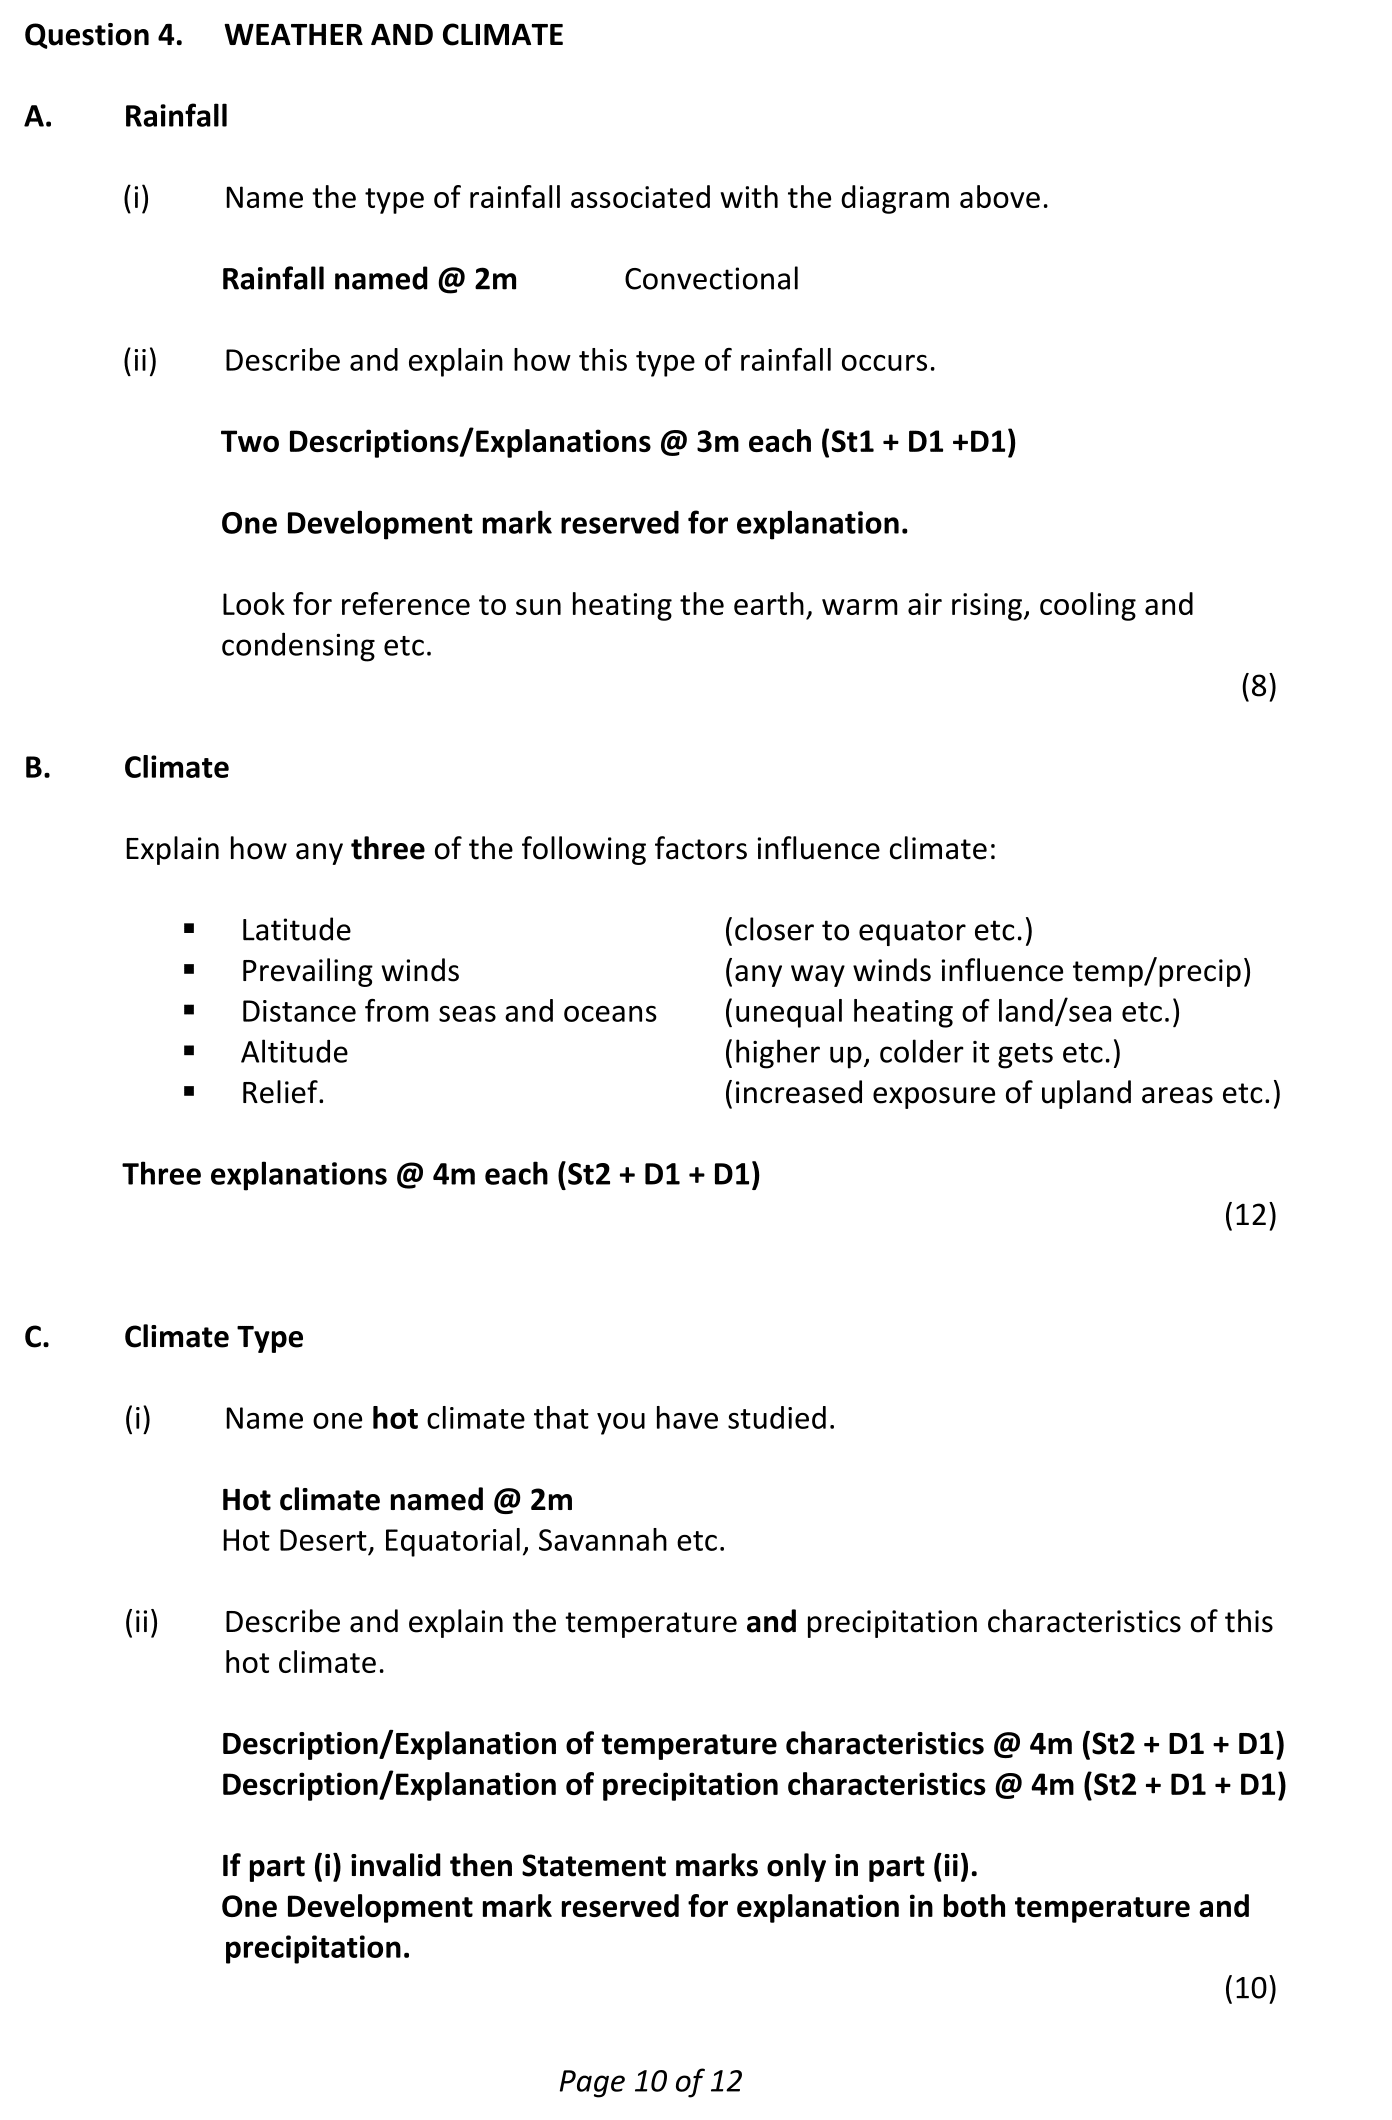 Question 4. WEATHER AND CLIMATE
A. Rainfall
(i) Name the type of rainfall associated with the diagram above.
Rainfall named @ 2m Convectional
(ii) Describe and explain how this type of rainfall occurs.
Two Descriptions/Explanations @ 3m each (St1 + D1 +D1)
One Development mark reserved for explanation.
Look for reference to sun heating the earth, warm air rising, cooling and
condensing etc.
(8)
B. Climate
Explain how any three of the following factors influence climate:
▪ Latitude (closer to equator etc.)
▪ Prevailing winds (any way winds influence temp/precip)
▪ Distance from seas and oceans (unequal heating of land/sea etc.)
▪ Altitude (higher up, colder it gets etc.)
▪ Relief. (increased exposure of upland areas etc.)
Three explanations @ 4m each (St2 + D1 + D1)
(12)
C. Climate Type
(i) Name one hot climate that you have studied.
Hot climate named @ 2m
Hot Desert, Equatorial, Savannah etc.
(ii) Describe and explain the temperature and precipitation characteristics of this
hot climate.
Description/Explanation of temperature characteristics @ 4m (St2 + D1 + D1)
Description/Explanation of precipitation characteristics @ 4m (St2 + D1 + D1)
If part (i) invalid then Statement marks only in part (ii).
One Development mark reserved for explanation in both temperature and
precipitation.
(10)
Page 10 of 12